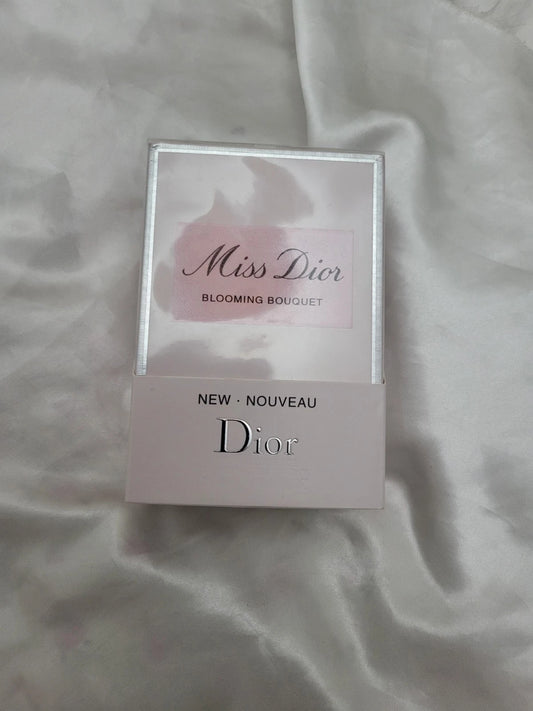 Miss Dior
BLOOMING BOUQUET
NEW · NOUVEAU
Dior